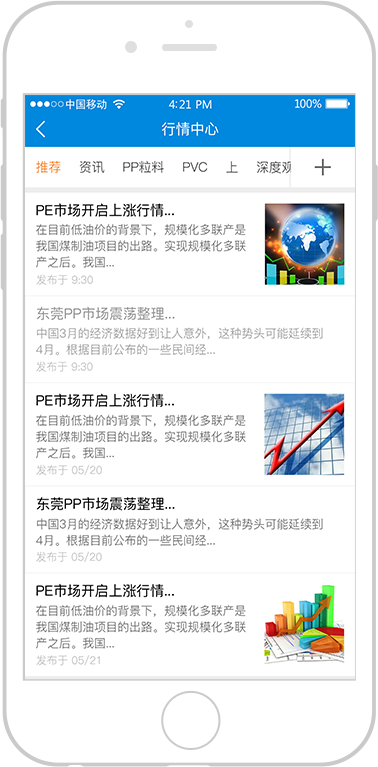 中国移动 4:21 PM 100%
行情中心
推荐 资讯 PP粒料 PVC 上 深度观
PE市场开启上涨行情...
在目前低油价的背景下，规模化多联产是
我国煤制油项目的出路。实现规模化多联
产之后。我国...
发布于 9:30
东莞PP市场震荡整理...
中国3月的经济数据好到让人意外，这种势头可能延续到
4月。根据目前公布的一些民间经...
发布于 9:30
PE市场开启上涨行情...
在目前低油价的背景下，规模化多联产是
我国煤制油项目的出路。实现规模化多联
产之后。我国...
发布于 05/20
东莞PP市场震荡整理...
中国3月的经济数据好到让人意外，这种势头可能延续到
4月。根据目前公布的一些民间经...
发布于 05/20
PE市场开启上涨行情...
在目前低油价的背景下，规模化多联产是
我国煤制油项目的出路。实现规模化多联
产之后。我国...
发布于 05/21